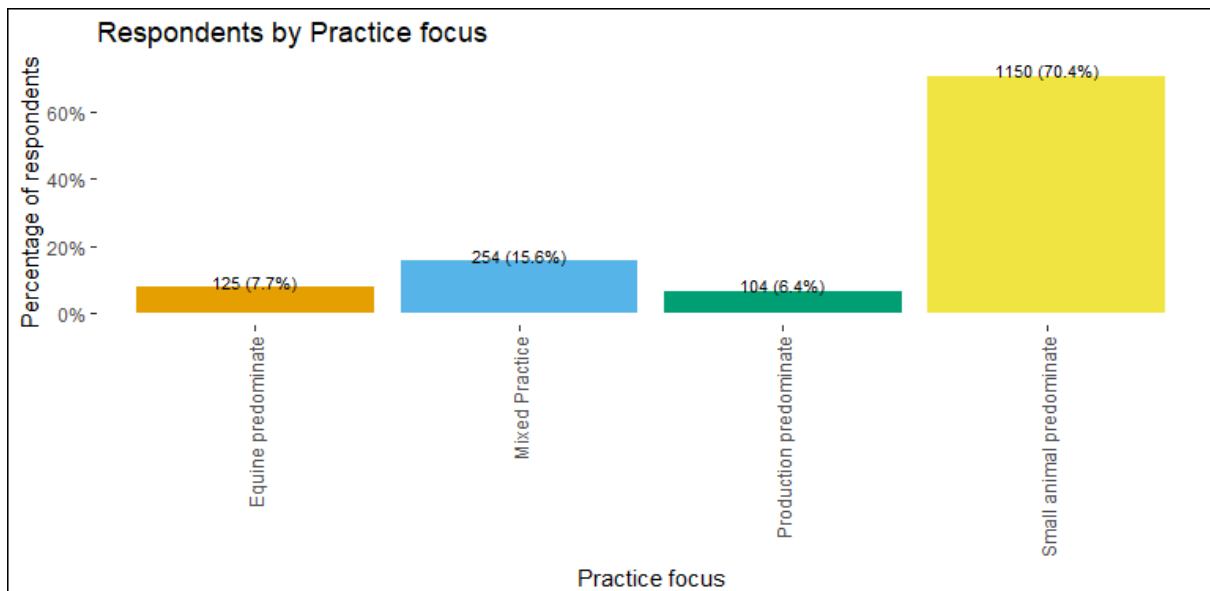 Respondents by Practice focus
Percentage of respondents
60%
40%
20%
0%
125 (7.7%)
254 (15.6%)
104 (6.4%)
1150 (70.4%)
Equine predominate
Mixed Practice
Production predominate
Small animal predominate
Practice focus